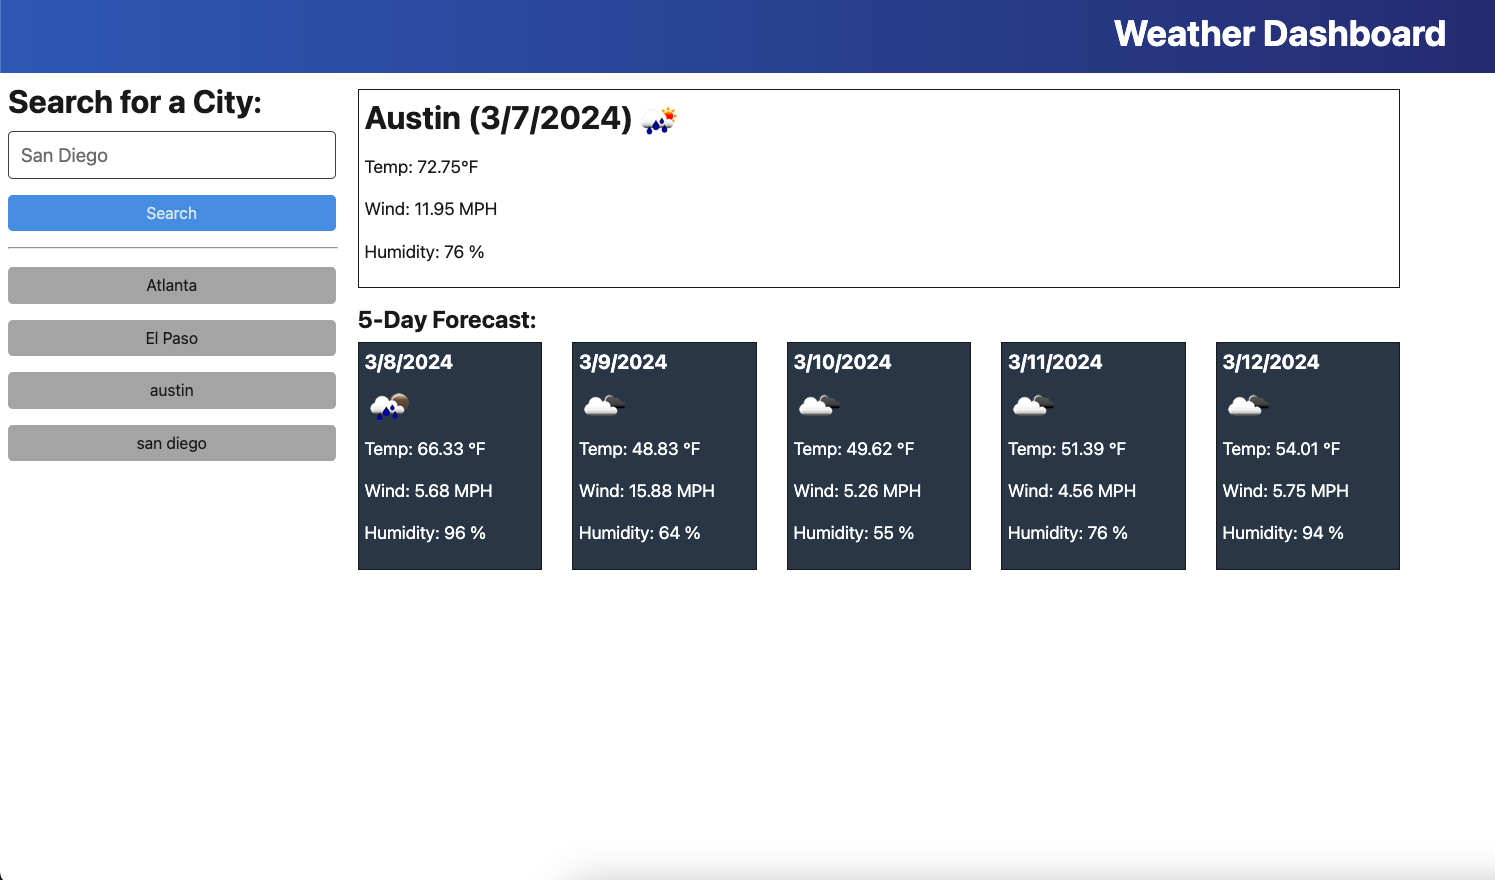 Weather Dashboard
Search for a City:
San Diego
Search
Atlanta
El Paso
austin
san diego
Austin (3/7/2024)
Temp: 72.75°F
Wind: 11.95 MPH
Humidity: 76 %
5-Day Forecast:
3/8/2024
Temp: 66.33 °F
Wind: 5.68 MPH
Humidity: 96 %
3/9/2024
Temp: 48.83 °F
Wind: 15.88 MPH
Humidity: 64 %
3/10/2024
Temp: 49.62 °F
Wind: 5.26 MPH
Humidity: 55 %
3/11/2024
Temp: 51.39 °F
Wind: 4.56 MPH
Humidity: 76 %
3/12/2024
Temp: 54.01 °F
Wind: 5.75 MPH
Humidity: 94 %